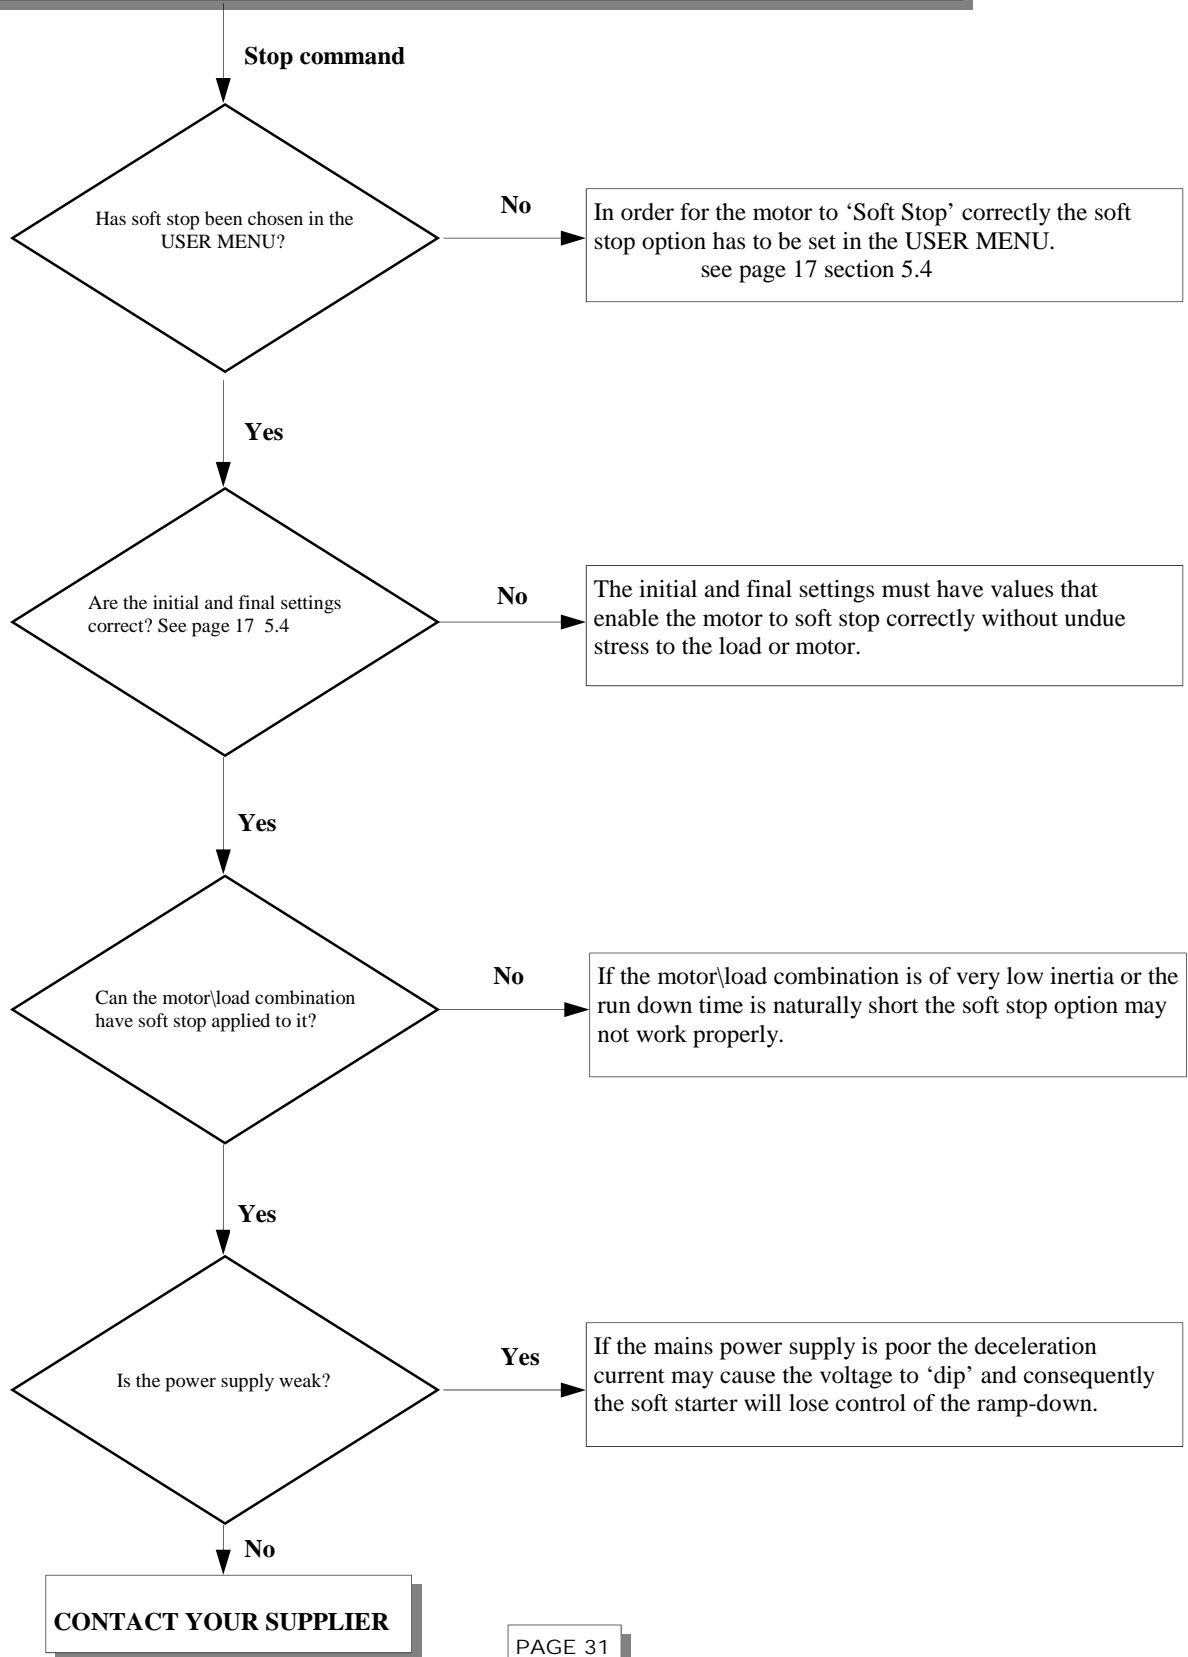 Stop command
Has soft stop been chosen in the
USER MENU?
No
In order for the motor to ‘Soft Stop’ correctly the soft
stop option has to be set in the USER MENU.
see page 17 section 5.4
Yes
Are the initial and final settings
correct? See page 17  5.4
No
The initial and final settings must have values that
enable the motor to soft stop correctly without undue
stress to the load or motor.
Yes
Can the motor\load combination
have soft stop applied to it?
No
If the motor\load combination is of very low inertia or the
run down time is naturally short the soft stop option may
not work properly.
Yes
Is the power supply weak?
Yes
If the mains power supply is poor the deceleration
current may cause the voltage to ‘dip’ and consequently
the soft starter will lose control of the ramp-down.
No
CONTACT YOUR SUPPLIER
PAGE 31